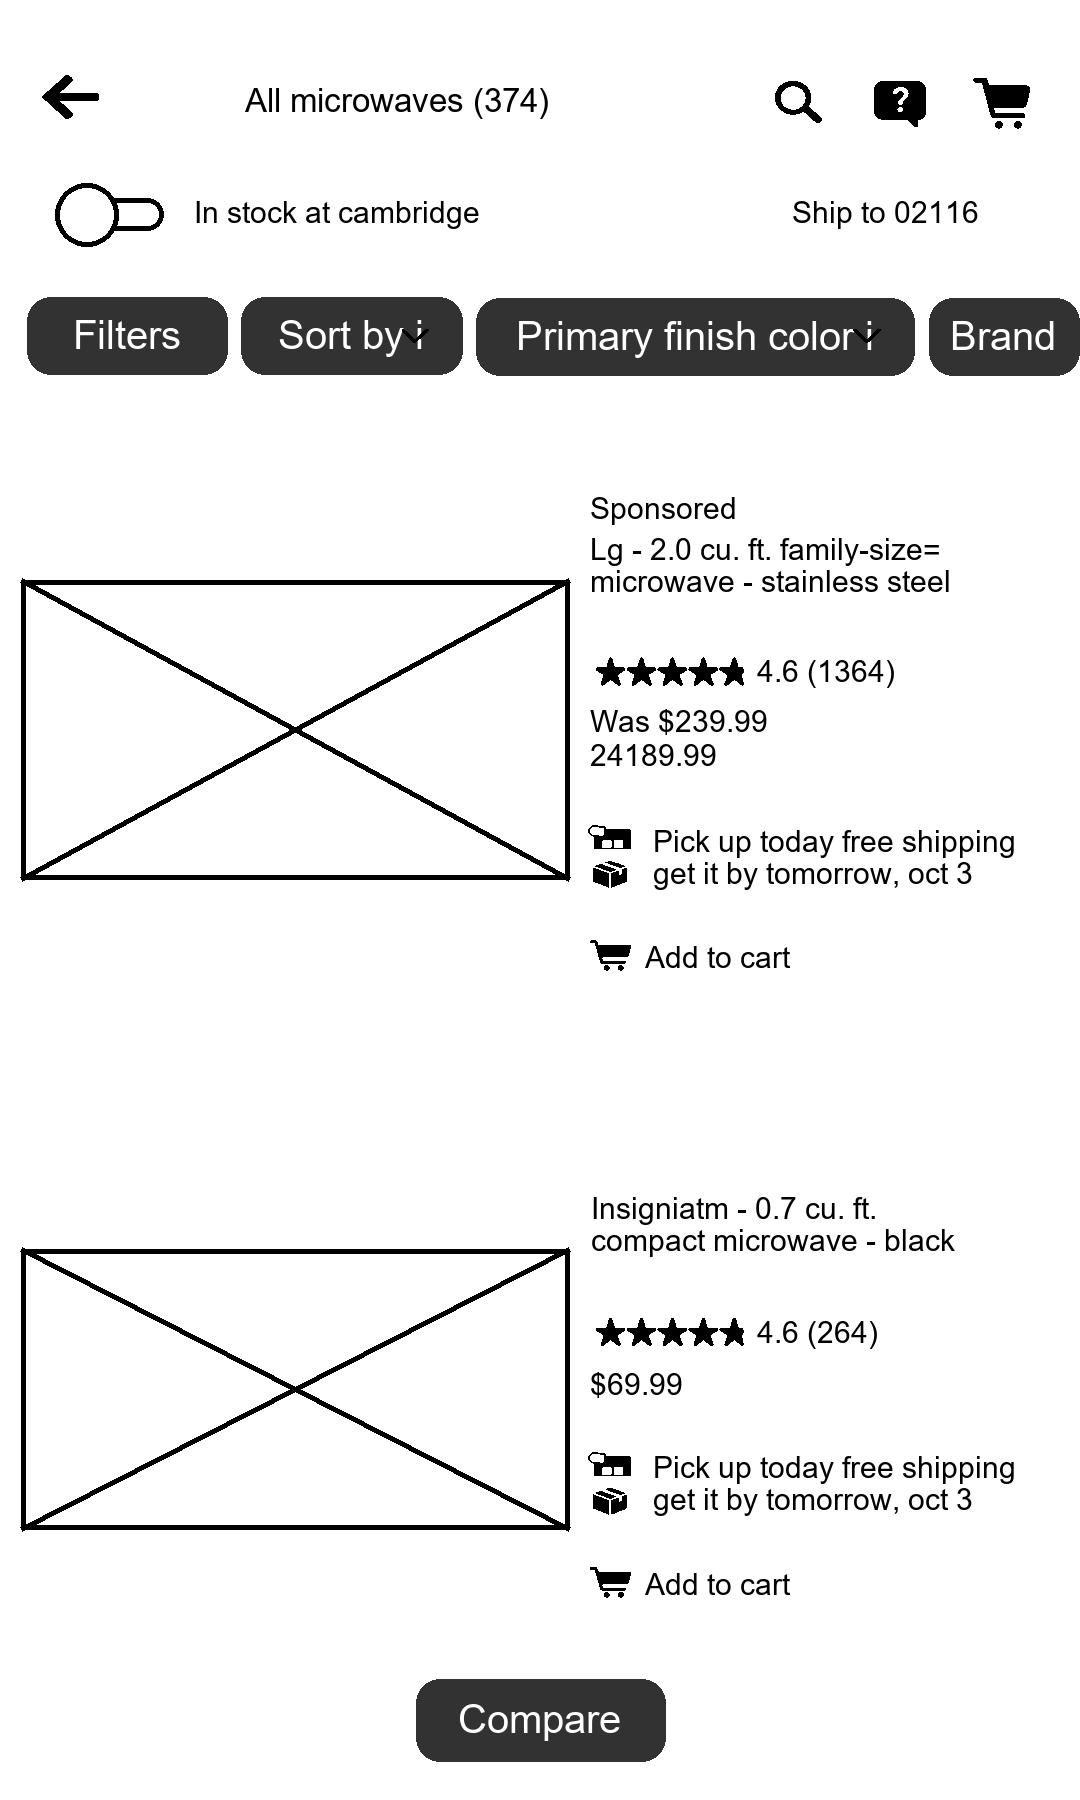 All microwaves (374)
?
In stock at cambridge
Ship to 02116
Filters
Sort by i
Primary finish color i
Brand
Sponsored
Lg - 2.0 cu. ft. family-size=
microwave - stainless steel
4.6 (1364)
Was $239.99
24189.99
Pick up today free shipping
get it by tomorrow, oct 3
Add to cart
Insigniatm - 0.7 cu. ft.
compact microwave - black
4.6 (264)
$69.99
Pick up today free shipping
get it by tomorrow, oct 3
Add to cart
Compare